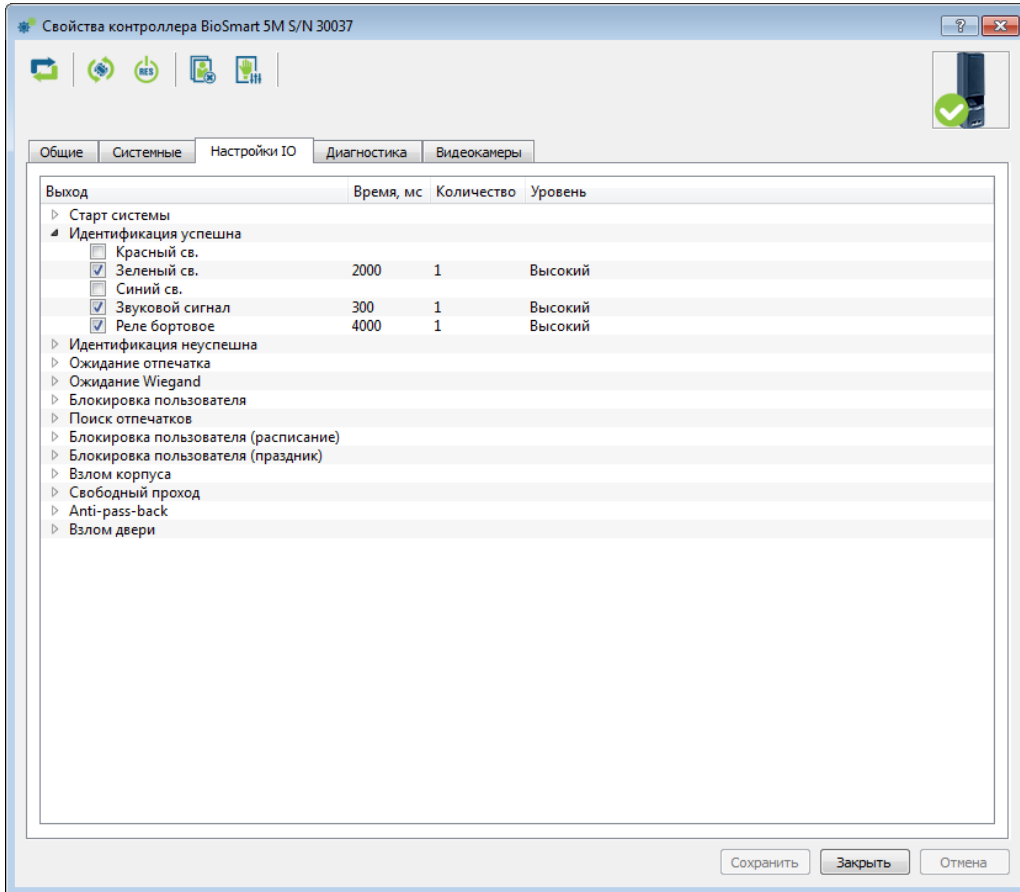 Свойства контроллера BioSmart 5M S/N 30037
RES
Общие Системные Настройки IO Диагностика Видеокамеры
Выход Время, мс Количество Уровень
Старт системы
Идентификация успешна
Красный св.
Зеленый св. 2000 1 Высокий
Синий св.
Звуковой сигнал 300 1 Высокий
Реле бортовое 4000 1 Высокий
Идентификация неуспешна
Ожидание отпечатка
Ожидание Wiegand
Блокировка пользователя
Поиск отпечатков
Блокировка пользователя (расписание)
Блокировка пользователя (праздник)
Взлом корпуса
Свободный проход
Anti-pass-back
Взлом двери
Сохранить Закрыть Отмена